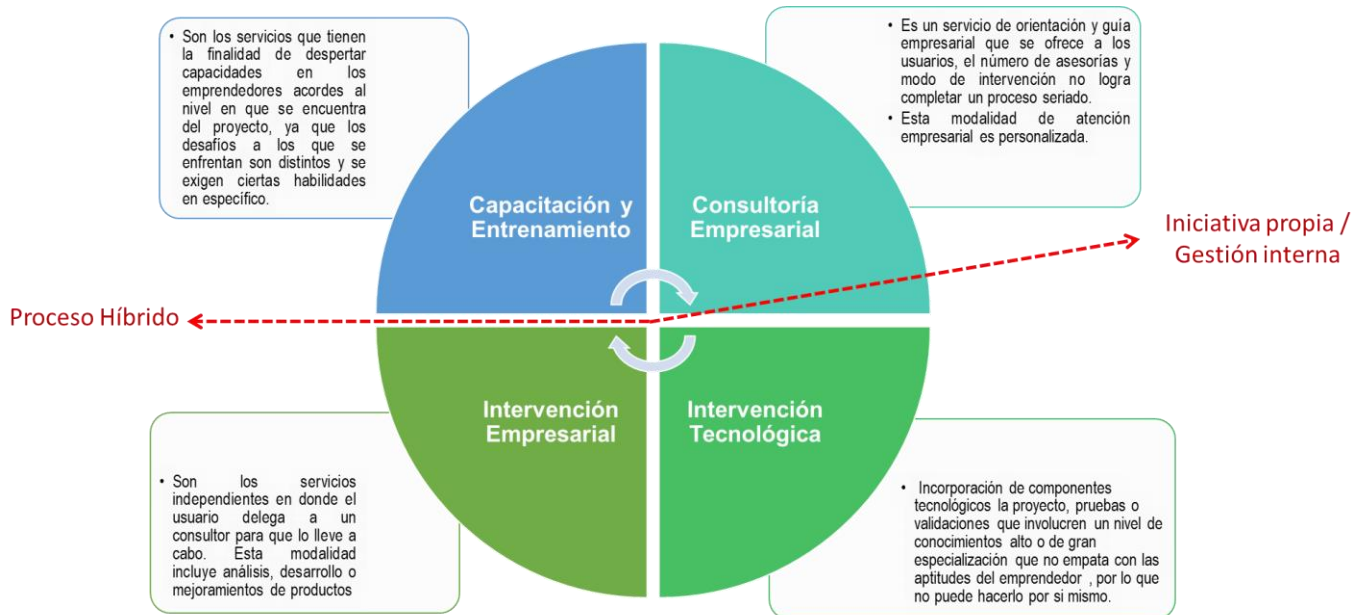 • Son los servicios que tienen
la finalidad de despertar
capacidades en los
emprendedores acordes al
nivel en que se encuentra
del proyecto, ya que los
desafíos a los que se
enfrentan son distintos y se
exigen ciertas habilidades
en específico.
• Es un servicio de orientación y guía
empresarial que se ofrece a los
usuarios, el número de asesorías y
modo de intervención no logra
completar un proceso seriado.
• Esta modalidad de atención
empresarial es personalizada.
Capacitación y
Entrenamiento
Consultoría
Empresarial
Iniciativa propia /
Gestión interna
Proceso Híbrido
Intervención
Empresarial
Intervención
Tecnológica
• Son los servicios
independientes en donde el
usuario delega a un
consultor para que lo lleve a
cabo. Esta modalidad
incluye análisis, desarrollo o
mejoramientos de productos
• Incorporación de componentes
tecnológicos la proyecto, pruebas o
validaciones que involucren un nivel de
conocimientos alto o de gran
especialización que no empata con las
aptitudes del emprendedor , por lo que
no puede hacerlo por si mismo.